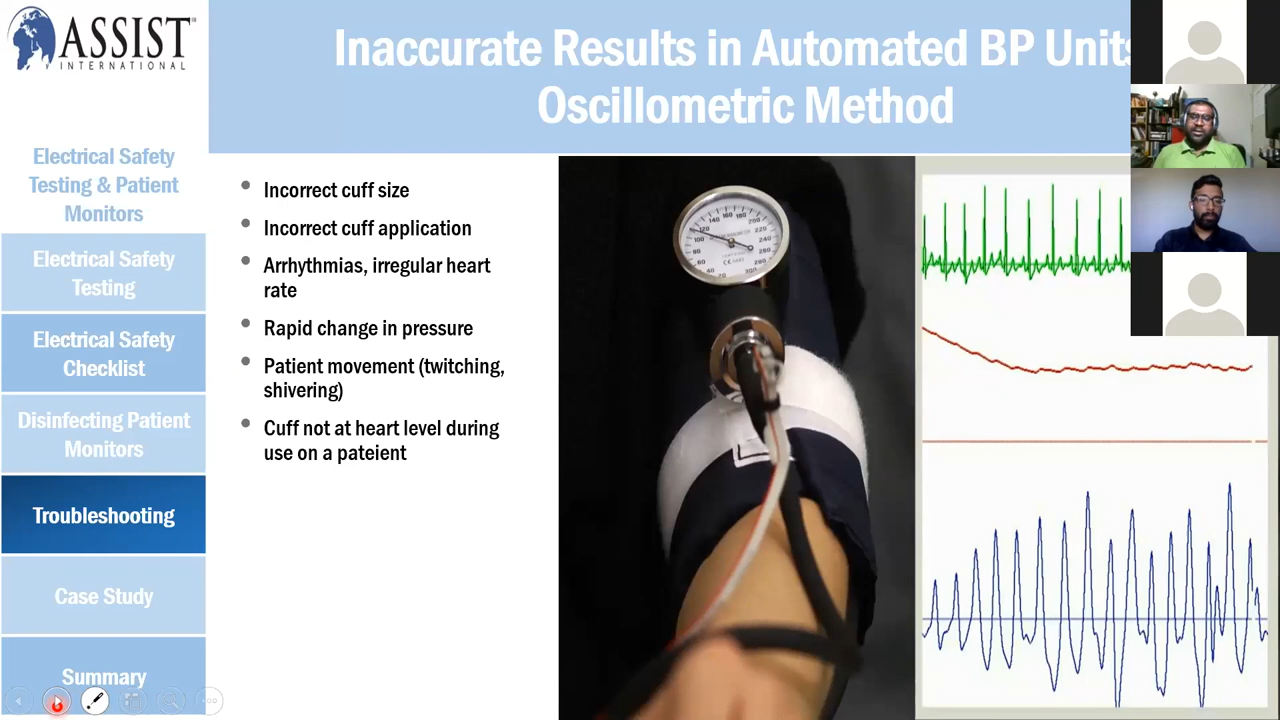 ASSIST
INTERNATIONAL
Inaccurate Results in Automated BP Units
Oscillometric Method
Electrical Safety
Testing & Patient
Monitors
Electrical Safety
Testing
Electrical Safety
Checklist
Disinfecting Patient
Monitors
Troubleshooting
Case Study
Summary
Incorrect cuff size
Incorrect cuff application
Arrhythmias, irregular heart
rate
Rapid change in pressure
Patient movement (twitching,
shivering)
Cuff not at heart level during
use on a pateient